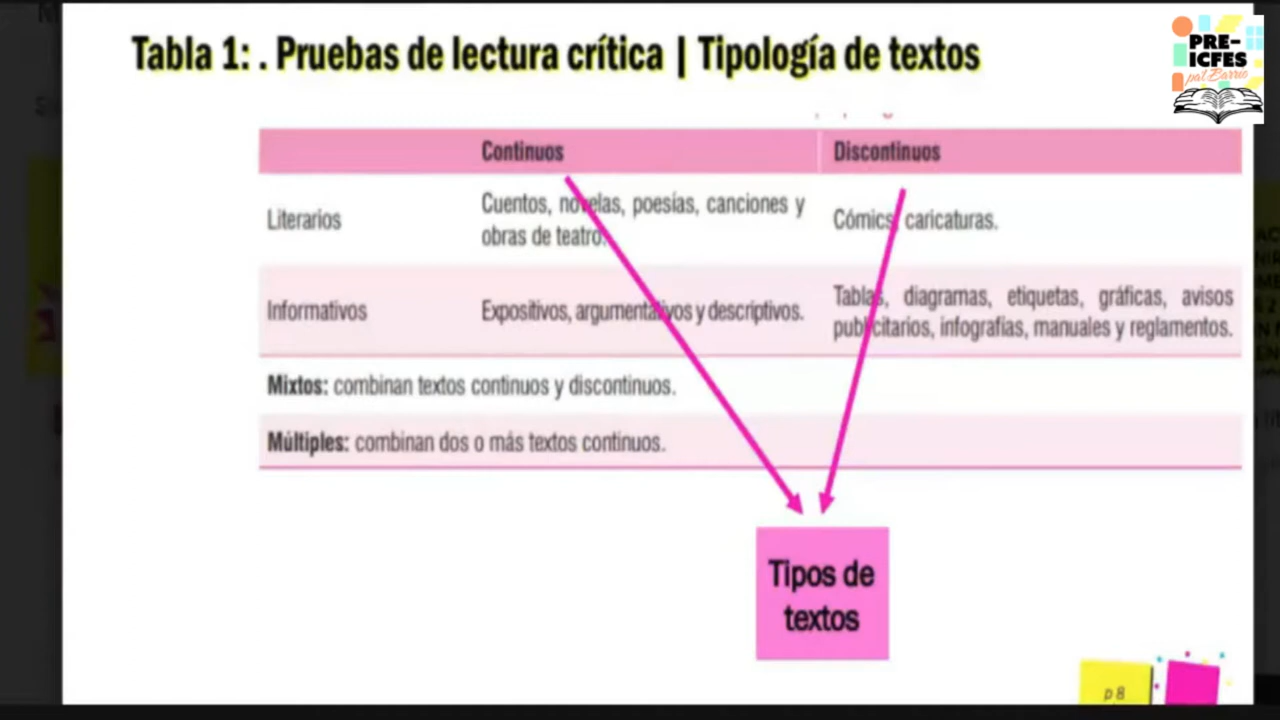 Tabla 1: . Pruebas de lectura crítica | Tipología de textos
PRE-
ICFES
pal Barrio
Continuos
Discontinuos
Literarios
Cuentos, novelas, poesías, canciones y
obras de teatro.
Cómics, caricaturas.
Informativos
Expositivos, argumentativos y descriptivos.
Tablas, diagramas, etiquetas, gráficas, avisos
publicitarios, infografías, manuales y reglamentos.
Mixtos: combinan textos continuos y discontinuos.
Múltiples: combinan dos o más textos continuos.
Tipos de
textos
p 8